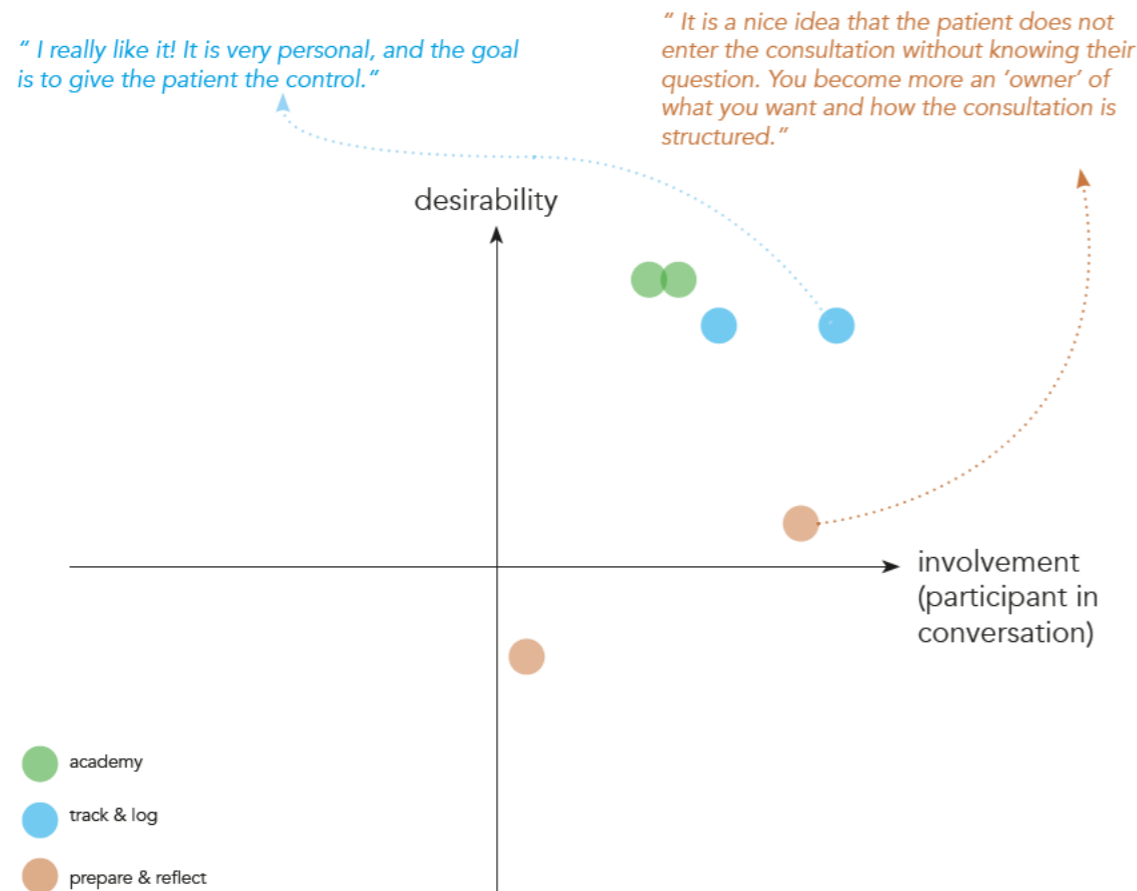 “ I really like it! It is very personal, and the goal
is to give the patient the control.”
“ It is a nice idea that the patient does not
enter the consultation without knowing their
question. You become more an ‘owner’ of
what you want and how the consultation is
structured.”
desirability
involvement
(participant in
conversation)
academy
track & log
prepare & reflect